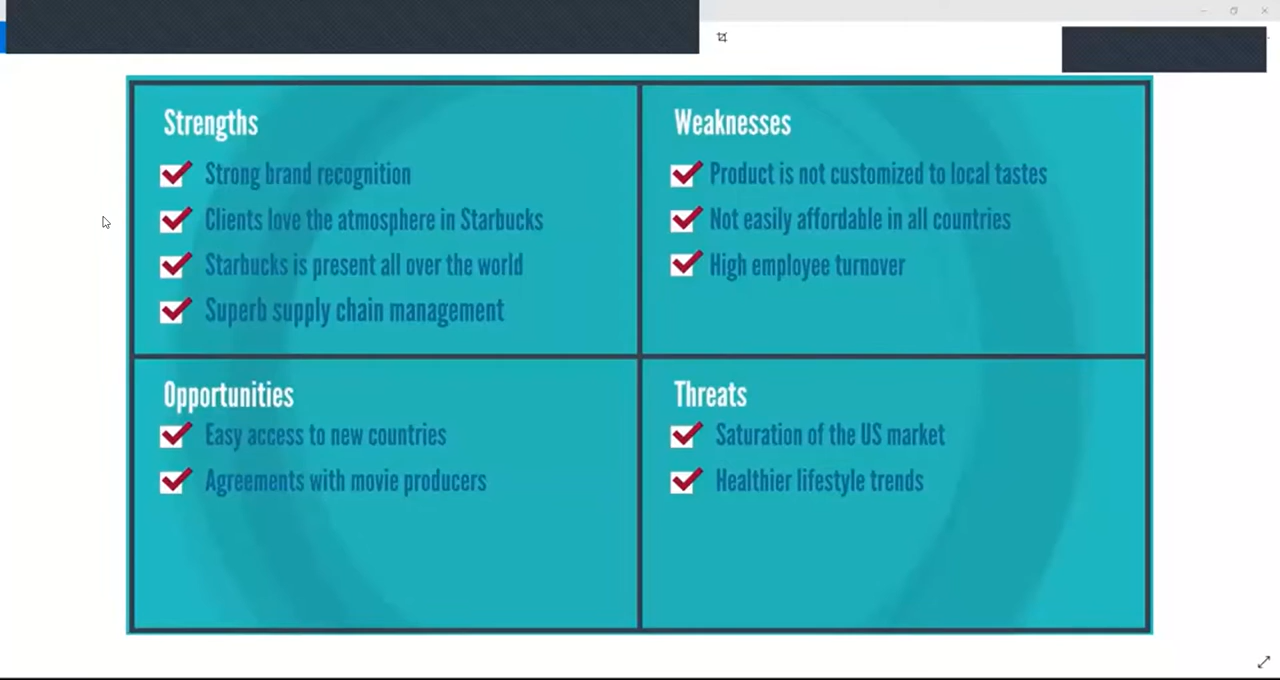 Strengths
Strong brand recognition
Clients love the atmosphere in Starbucks
Starbucks is present all over the world
Superb supply chain management
Weaknesses
Product is not customized to local tastes
Not easily affordable in all countries
High employee turnover
Opportunities
Easy access to new countries
Agreements with movie producers
Threats
Saturation of the US market
Healthier lifestyle trends